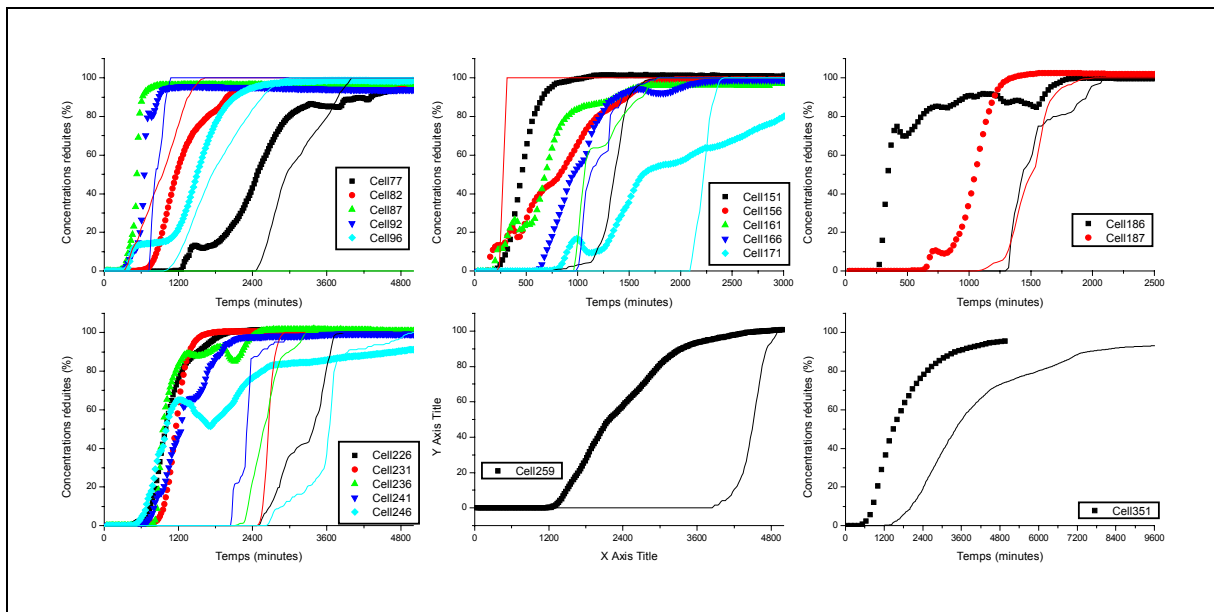 100
80
60
40
20
0
0
1200
2400
3600
4800
Concentrations réduites (%)
Temps (minutes)
Cell77
Cell82
Cell87
Cell92
Cell96
100
80
60
40
20
0
0
500
1000
1500
2000
2500
3000
Concentrations réduites (%)
Temps (minutes)
Cell151
Cell156
Cell161
Cell166
Cell171
100
80
60
40
20
0
0
500
1000
1500
2000
2500
Concentrations réduites (%)
Temps (minutes)
Cell186
Cell187
100
80
60
40
20
0
0
1200
2400
3600
4800
Concentrations réduites (%)
Temps (minutes)
Cell226
Cell231
Cell236
Cell241
Cell246
100
80
60
40
20
0
0
1200
2400
3600
4800
Y Axis Title
X Axis Title
Cell259
100
80
60
40
20
0
0
1200
2400
3600
4800
6000
7200
8400
9600
Concentrations réduites (%)
Temps (minutes)
Cell351